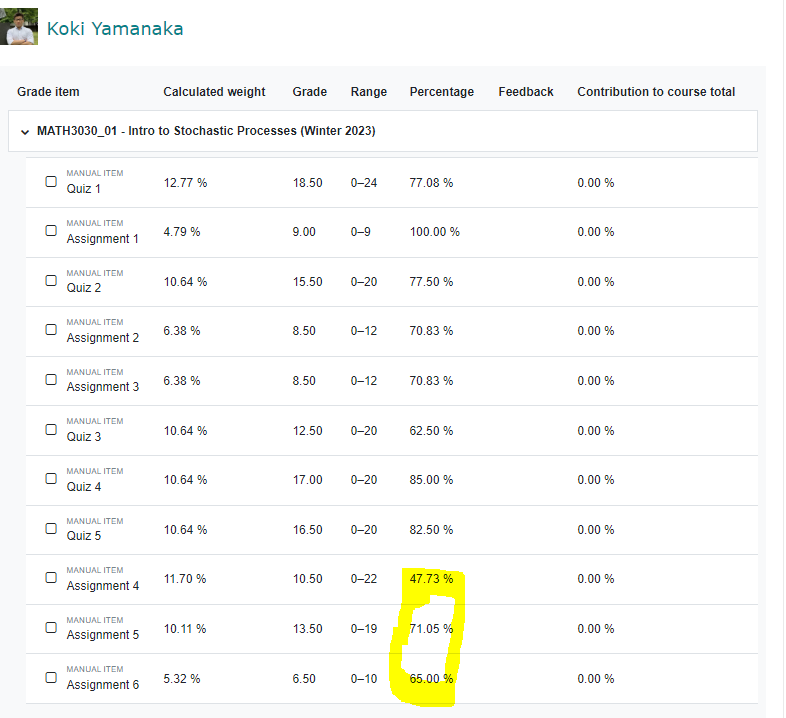 Koki Yamanaka
Grade item Calculated weight Grade Range Percentage Feedback Contribution to course total
MATH3030_01 - Intro to Stochastic Processes (Winter 2023)
MANUAL ITEM
Quiz 1 12.77 % 18.50 0–24 77.08 % 0.00 %
MANUAL ITEM
Assignment 1 4.79 % 9.00 0–9 100.00 % 0.00 %
MANUAL ITEM
Quiz 2 10.64 % 15.50 0–20 77.50 % 0.00 %
MANUAL ITEM
Assignment 2 6.38 % 8.50 0–12 70.83 % 0.00 %
MANUAL ITEM
Assignment 3 6.38 % 8.50 0–12 70.83 % 0.00 %
MANUAL ITEM
Quiz 3 10.64 % 12.50 0–20 62.50 % 0.00 %
MANUAL ITEM
Quiz 4 10.64 % 17.00 0–20 85.00 % 0.00 %
MANUAL ITEM
Quiz 5 10.64 % 16.50 0–20 82.50 % 0.00 %
MANUAL ITEM
Assignment 4 11.70 % 10.50 0–22 47.73 % 0.00 %
MANUAL ITEM
Assignment 5 10.11 % 13.50 0–19 71.05 % 0.00 %
MANUAL ITEM
Assignment 6 5.32 % 6.50 0–10 65.00 % 0.00 %